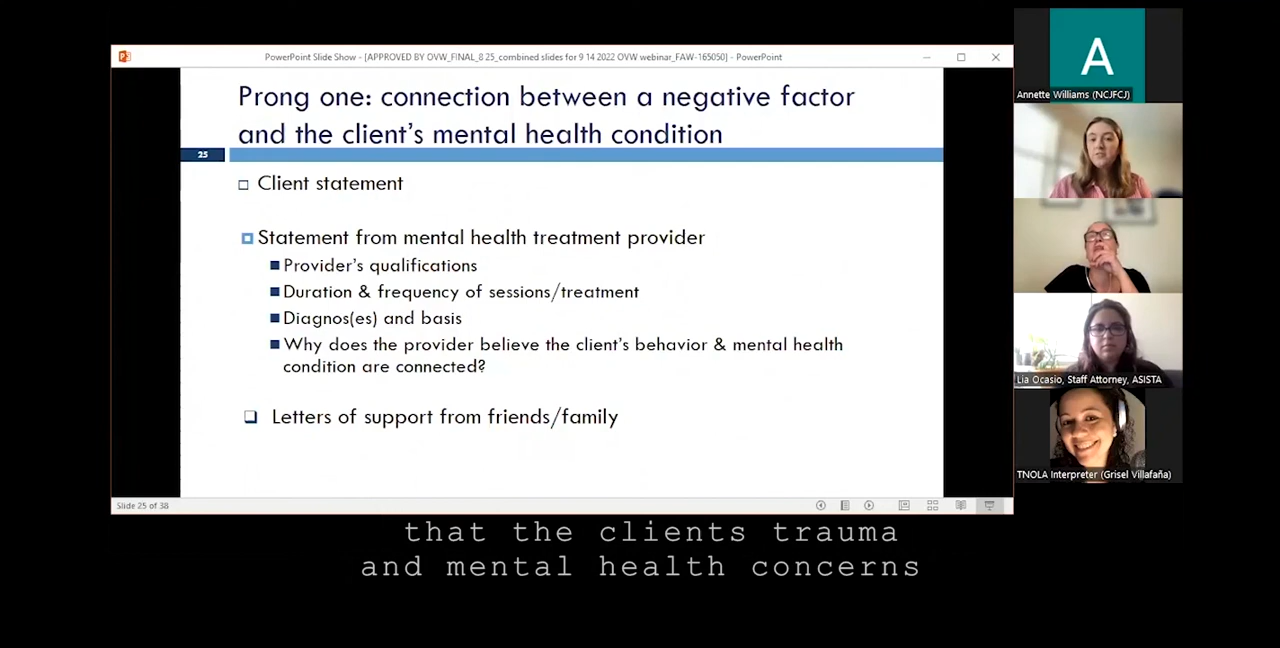 PowerPoint Slide Show - [APPROVED BY OVW_FINAL_8 25_combined slides for 9 14 2022 OVW webinar_FAW-165050] - PowerPoint
Prong one: connection between a negative factor
and the client's mental health condition
25
Client statement
Statement from mental health treatment provider
Provider's qualifications
Duration & frequency of sessions/treatment
Diagnos(es) and basis
Why does the provider believe the client's behavior & mental health
condition are connected?
Letters of support from friends/family
Slide 25 of 38
that the clients trauma
and mental health concerns
A
Annette Williams (NCJFCJ)
Lia Ocasio, Staff Attorney, ASISTA
TNOLA Interpreter (Grisel Villafaña)